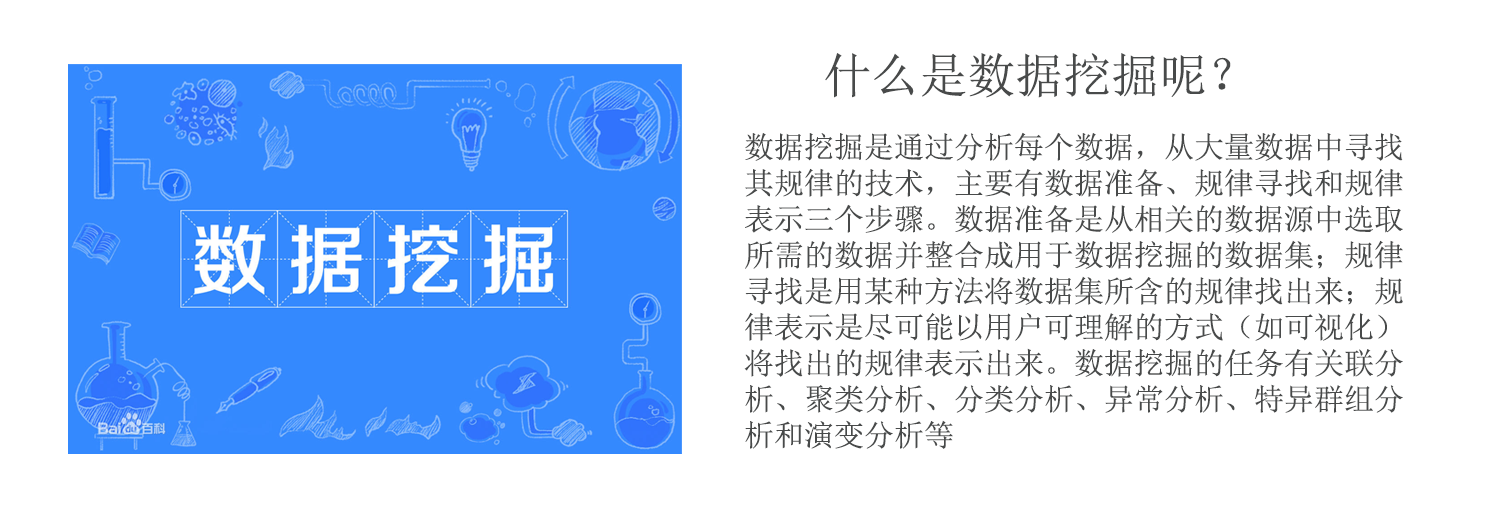 数据挖掘
Baidu百科
什么是数据挖掘呢？
数据挖掘是通过分析每个数据，从大量数据中寻找
其规律的技术，主要有数据准备、规律寻找和规律
表示三个步骤。数据准备是从相关的数据源中选取
所需的数据并整合成用于数据挖掘的数据集；规律
寻找是用某种方法将数据集所含的规律找出来；规
律表示是尽可能以用户可理解的方式（如可视化）
将找出的规律表示出来。数据挖掘的任务有关联分
析、聚类分析、分类分析、异常分析、特异群组分
析和演变分析等